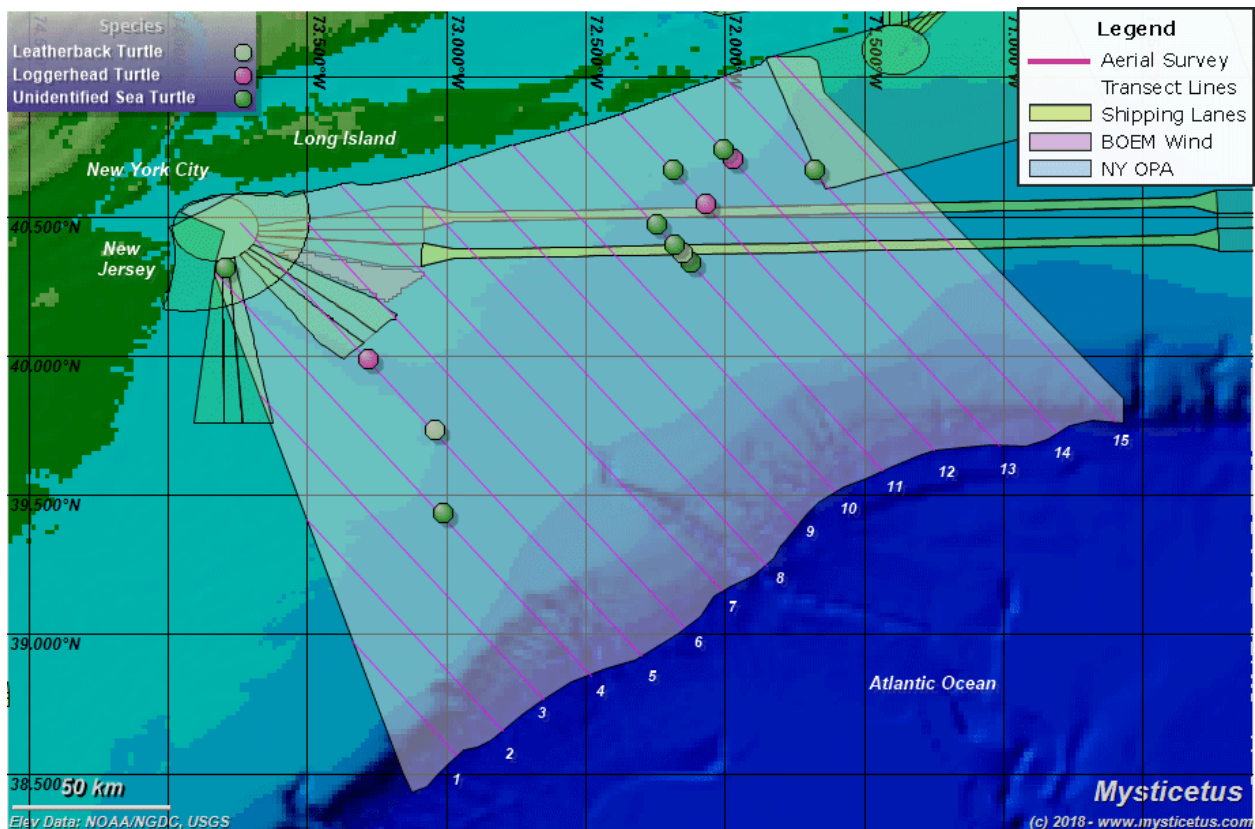 Species
Leatherback Turtle
Loggerhead Turtle
Unidentified Sea Turtle
73.500°W
73.000°W
72.500°W
72.000°W
Legend
Aerial Survey
Transect Lines
Shipping Lanes
BOEM Wind
NY OPA
Long Island
New York City
New
Jersey
40.500°N
40.000°N
39.500°N
39.000°N
38.500°N
1
2
3
4
5
6
7
8
9
10
11
12
13
14
15
Atlantic Ocean
50 km
Elev Data: NOAA/NGDC, USGS
Mysticetus
(c) 2018 - www.mysticetus.com